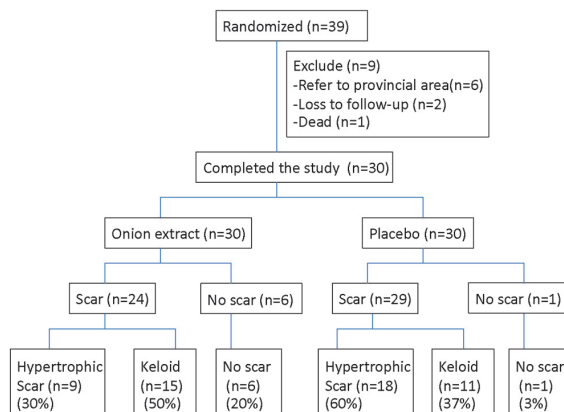 Randomized (n=39)
Exclude (n=9)
-Refer to provincial area(n=6)
-Loss to follow-up (n=2)
-Dead (n=1)
Completed the study (n=30)
Onion extract (n=30)
Placebo (n=30)
Scar (n=24)
No scar (n=6)
Scar (n=29)
No scar (n=1)
Hypertrophic
Scar (n=9)
(30%)
Keloid
(n=15)
(50%)
No scar
(n=6)
(20%)
Hypertrophic
Scar (n=18)
(60%)
Keloid
(n=11)
(37%)
No scar
(n=1)
(3%)